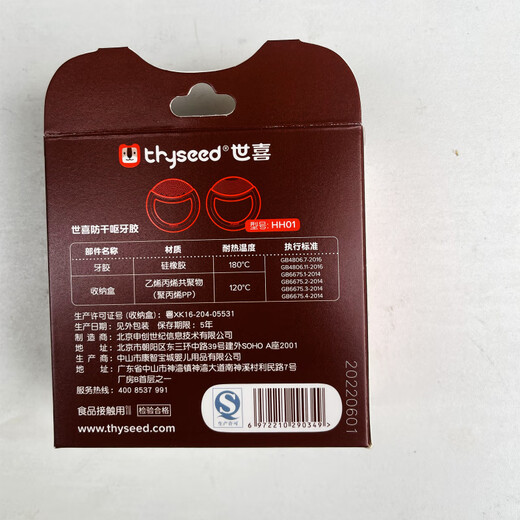 thyseed® 世喜
世喜防干呕牙胶
型号: HH01
部件名称 材质 耐热温度 执行标准
牙胶 硅橡胶 180℃
收纳盒 乙烯丙烯共聚物 (聚丙烯PP) 120℃
GB4806.7-2016
GB4806.11-2016
GB6675.1-2014
GB6675.2-2014
GB6675.3-2014
GB6675.4-2014
生产许可证号 (收纳盒): 粤XK16-204-05531
生产日期: 见外包装 保存期限: 5年
制造商: 北京申创世纪信息技术有限公司
地址: 北京市朝阳区东三环中路39号建外SOHO A座2001
生产商: 中山市康智宝城婴儿用品有限公司
地址: 广东省中山市神湾镇神湾大道南神溪村利民路7号
厂房B首层之一
服务热线: 400 8537 991
食品接触用
检验合格
www.thyseed.com
QS
生产许可
6 972210 290349
20220601